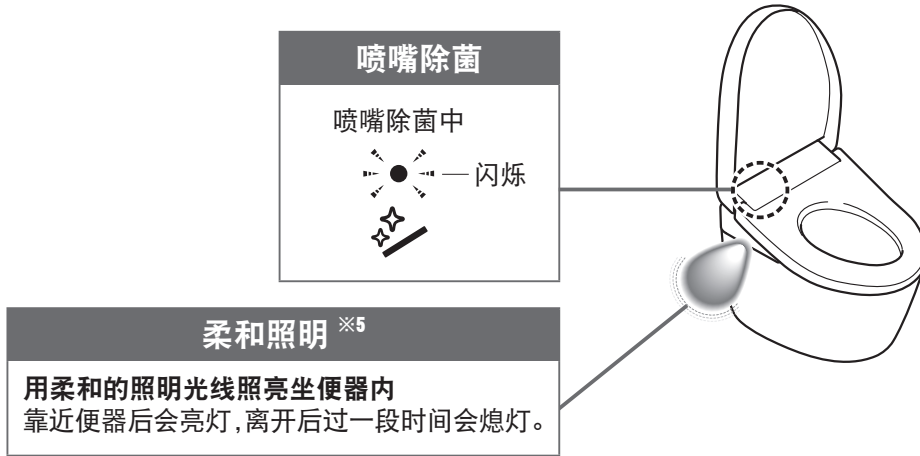 喷嘴除菌
喷嘴除菌中
闪烁
柔和照明 ※5
用柔和的照明光线照亮坐便器内
靠近便器后会亮灯,离开后过一段时间会熄灯。